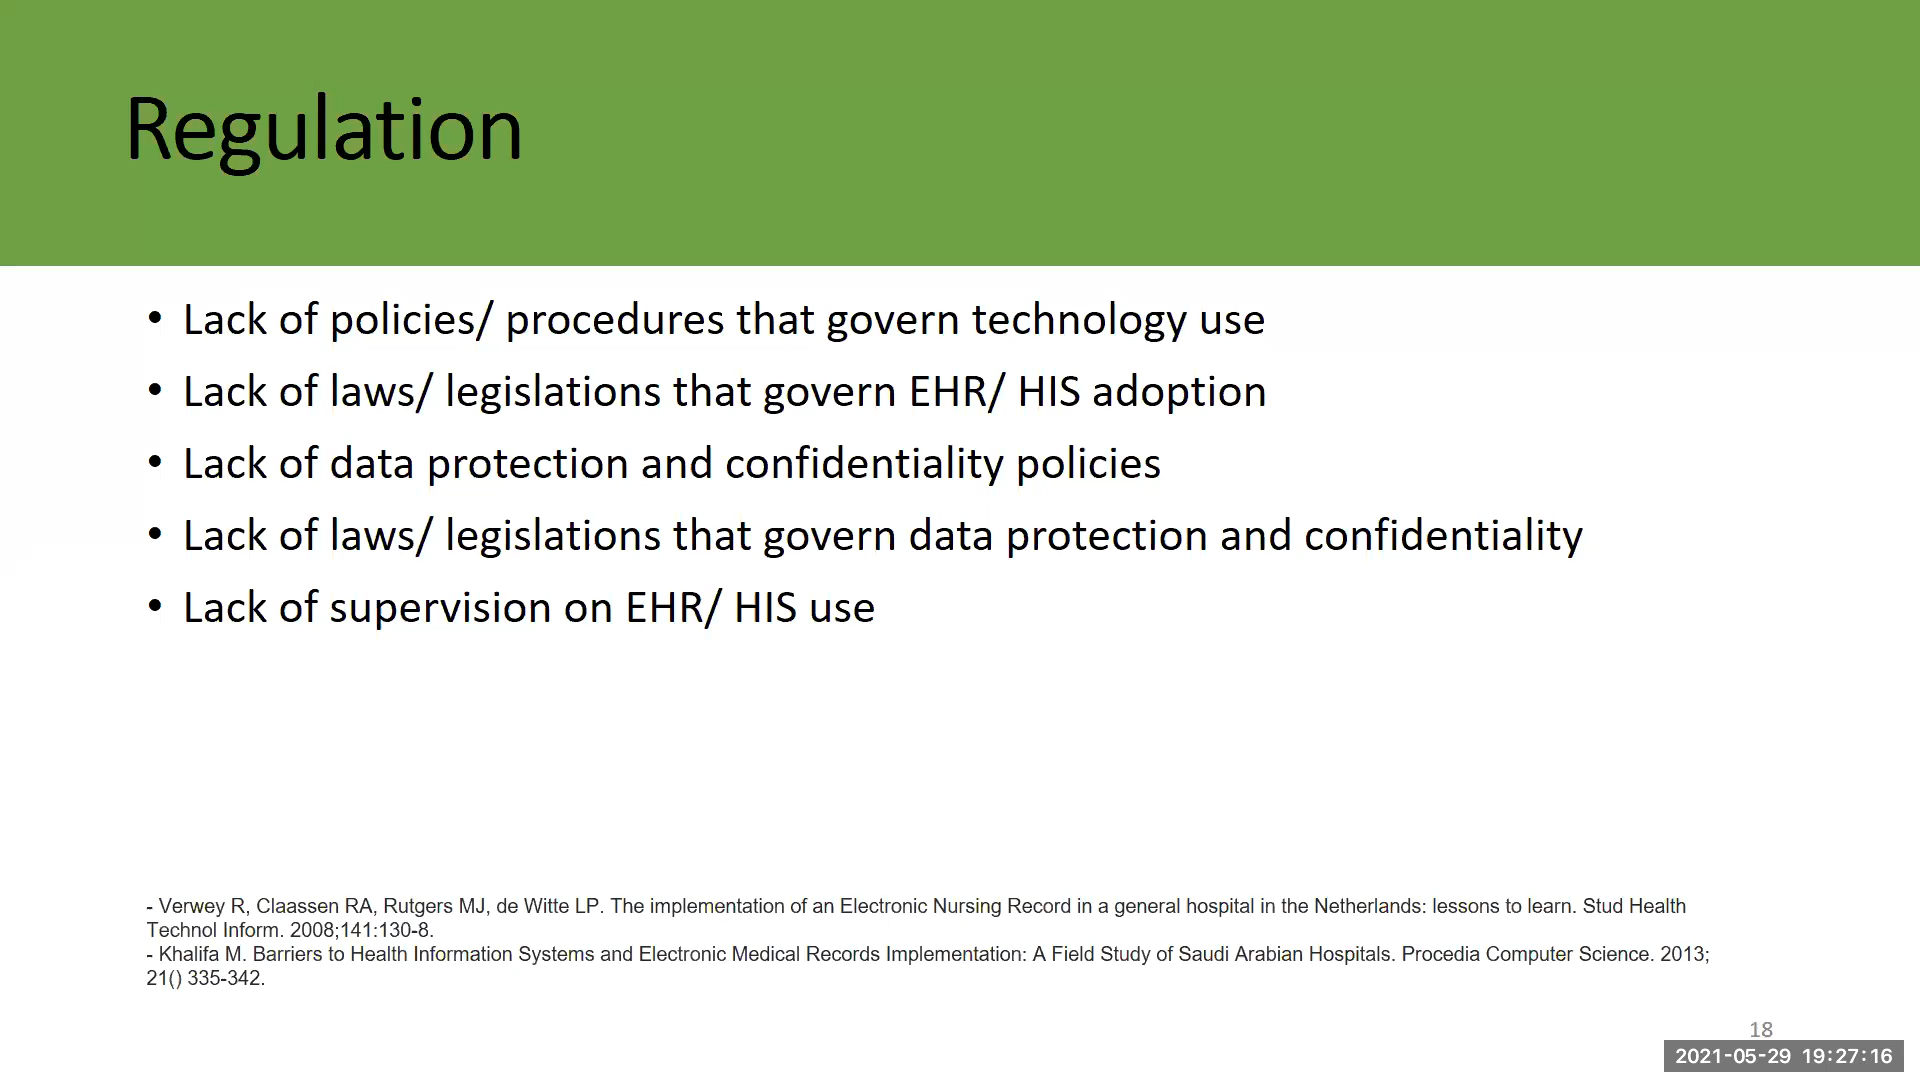 Regulation
• Lack of policies/ procedures that govern technology use
• Lack of laws/ legislations that govern EHR/ HIS adoption
• Lack of data protection and confidentiality policies
• Lack of laws/ legislations that govern data protection and confidentiality
• Lack of supervision on EHR/ HIS use
- Verwey R, Claassen RA, Rutgers MJ, de Witte LP. The implementation of an Electronic Nursing Record in a general hospital in the Netherlands: lessons to learn. Stud Health
Technol Inform. 2008;141:130-8.
- Khalifa M. Barriers to Health Information Systems and Electronic Medical Records Implementation: A Field Study of Saudi Arabian Hospitals. Procedia Computer Science. 2013;
21() 335-342.
18
2021-05-29 19:27:16